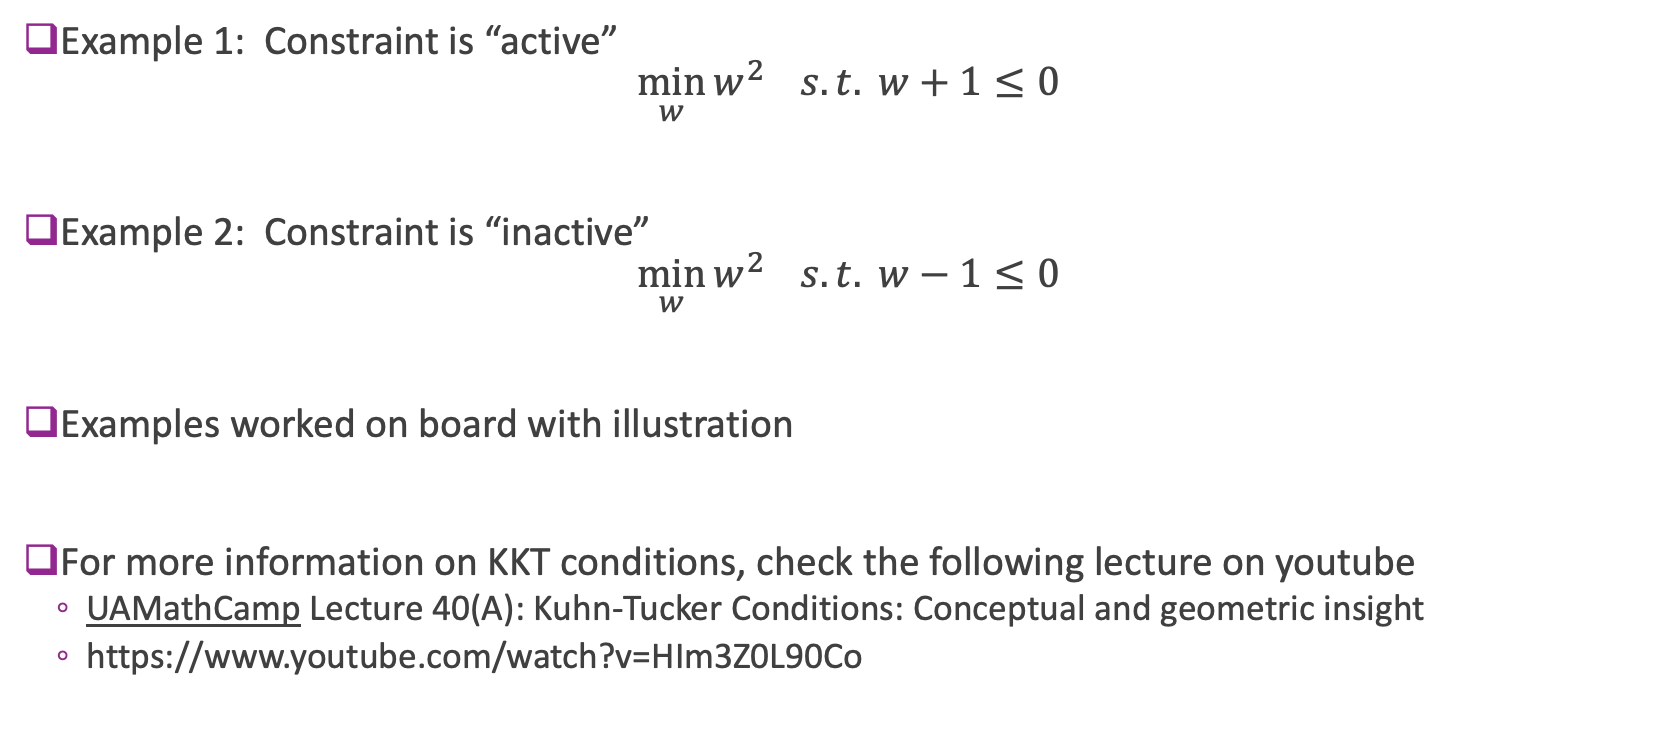 Example 1: Constraint is “active”
min w² s.t. w + 1 ≤ 0
w
Example 2: Constraint is “inactive”
min w² s.t. w − 1 ≤ 0
w
Examples worked on board with illustration
For more information on KKT conditions, check the following lecture on youtube
UAMathCamp Lecture 40(A): Kuhn-Tucker Conditions: Conceptual and geometric insight
https://www.youtube.com/watch?v=HIm3Z0L90Co